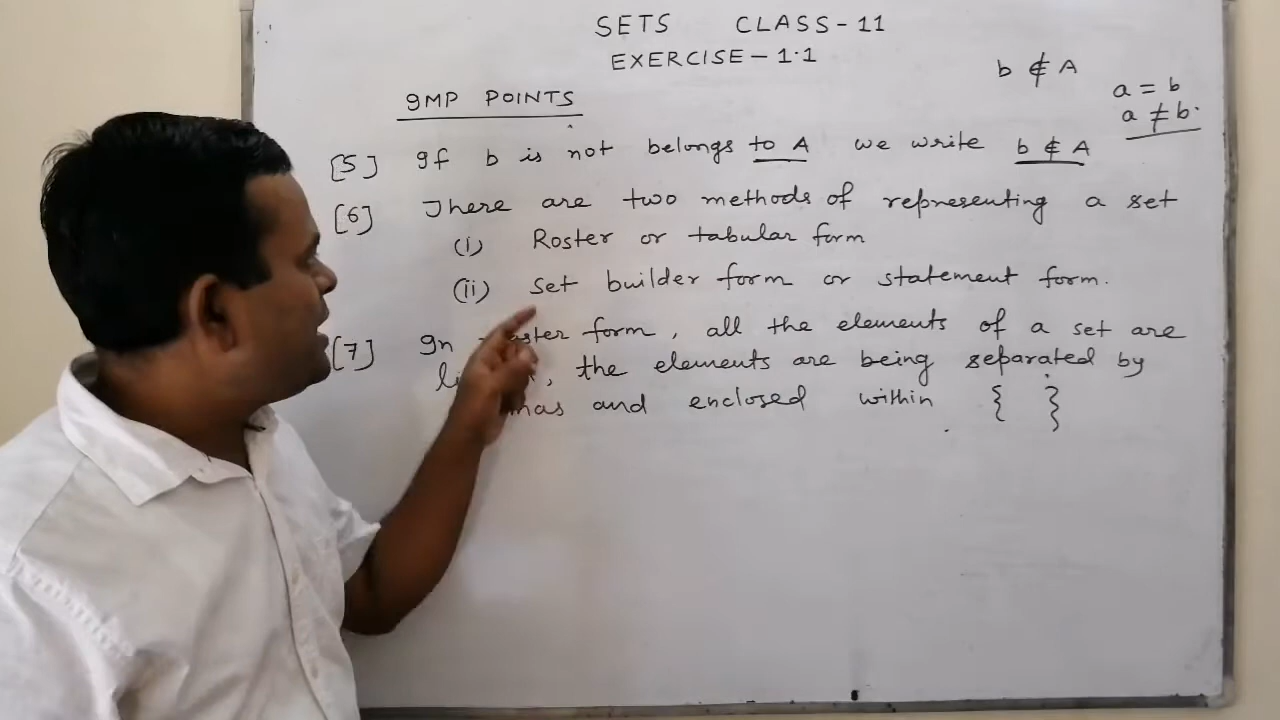 SETS CLASS-11
EXERCISE-1.1
b ∉ A
a = b
a ≠ b.
IMP POINTS
[5] If b is not belongs to A we write b ∉ A
[6] There are two methods of representing a set
(i) Roster or tabular form
(ii) Set builder form or statement form.
[7] In form, all the elements of a set are
the elements are being separated by
and enclosed within { }